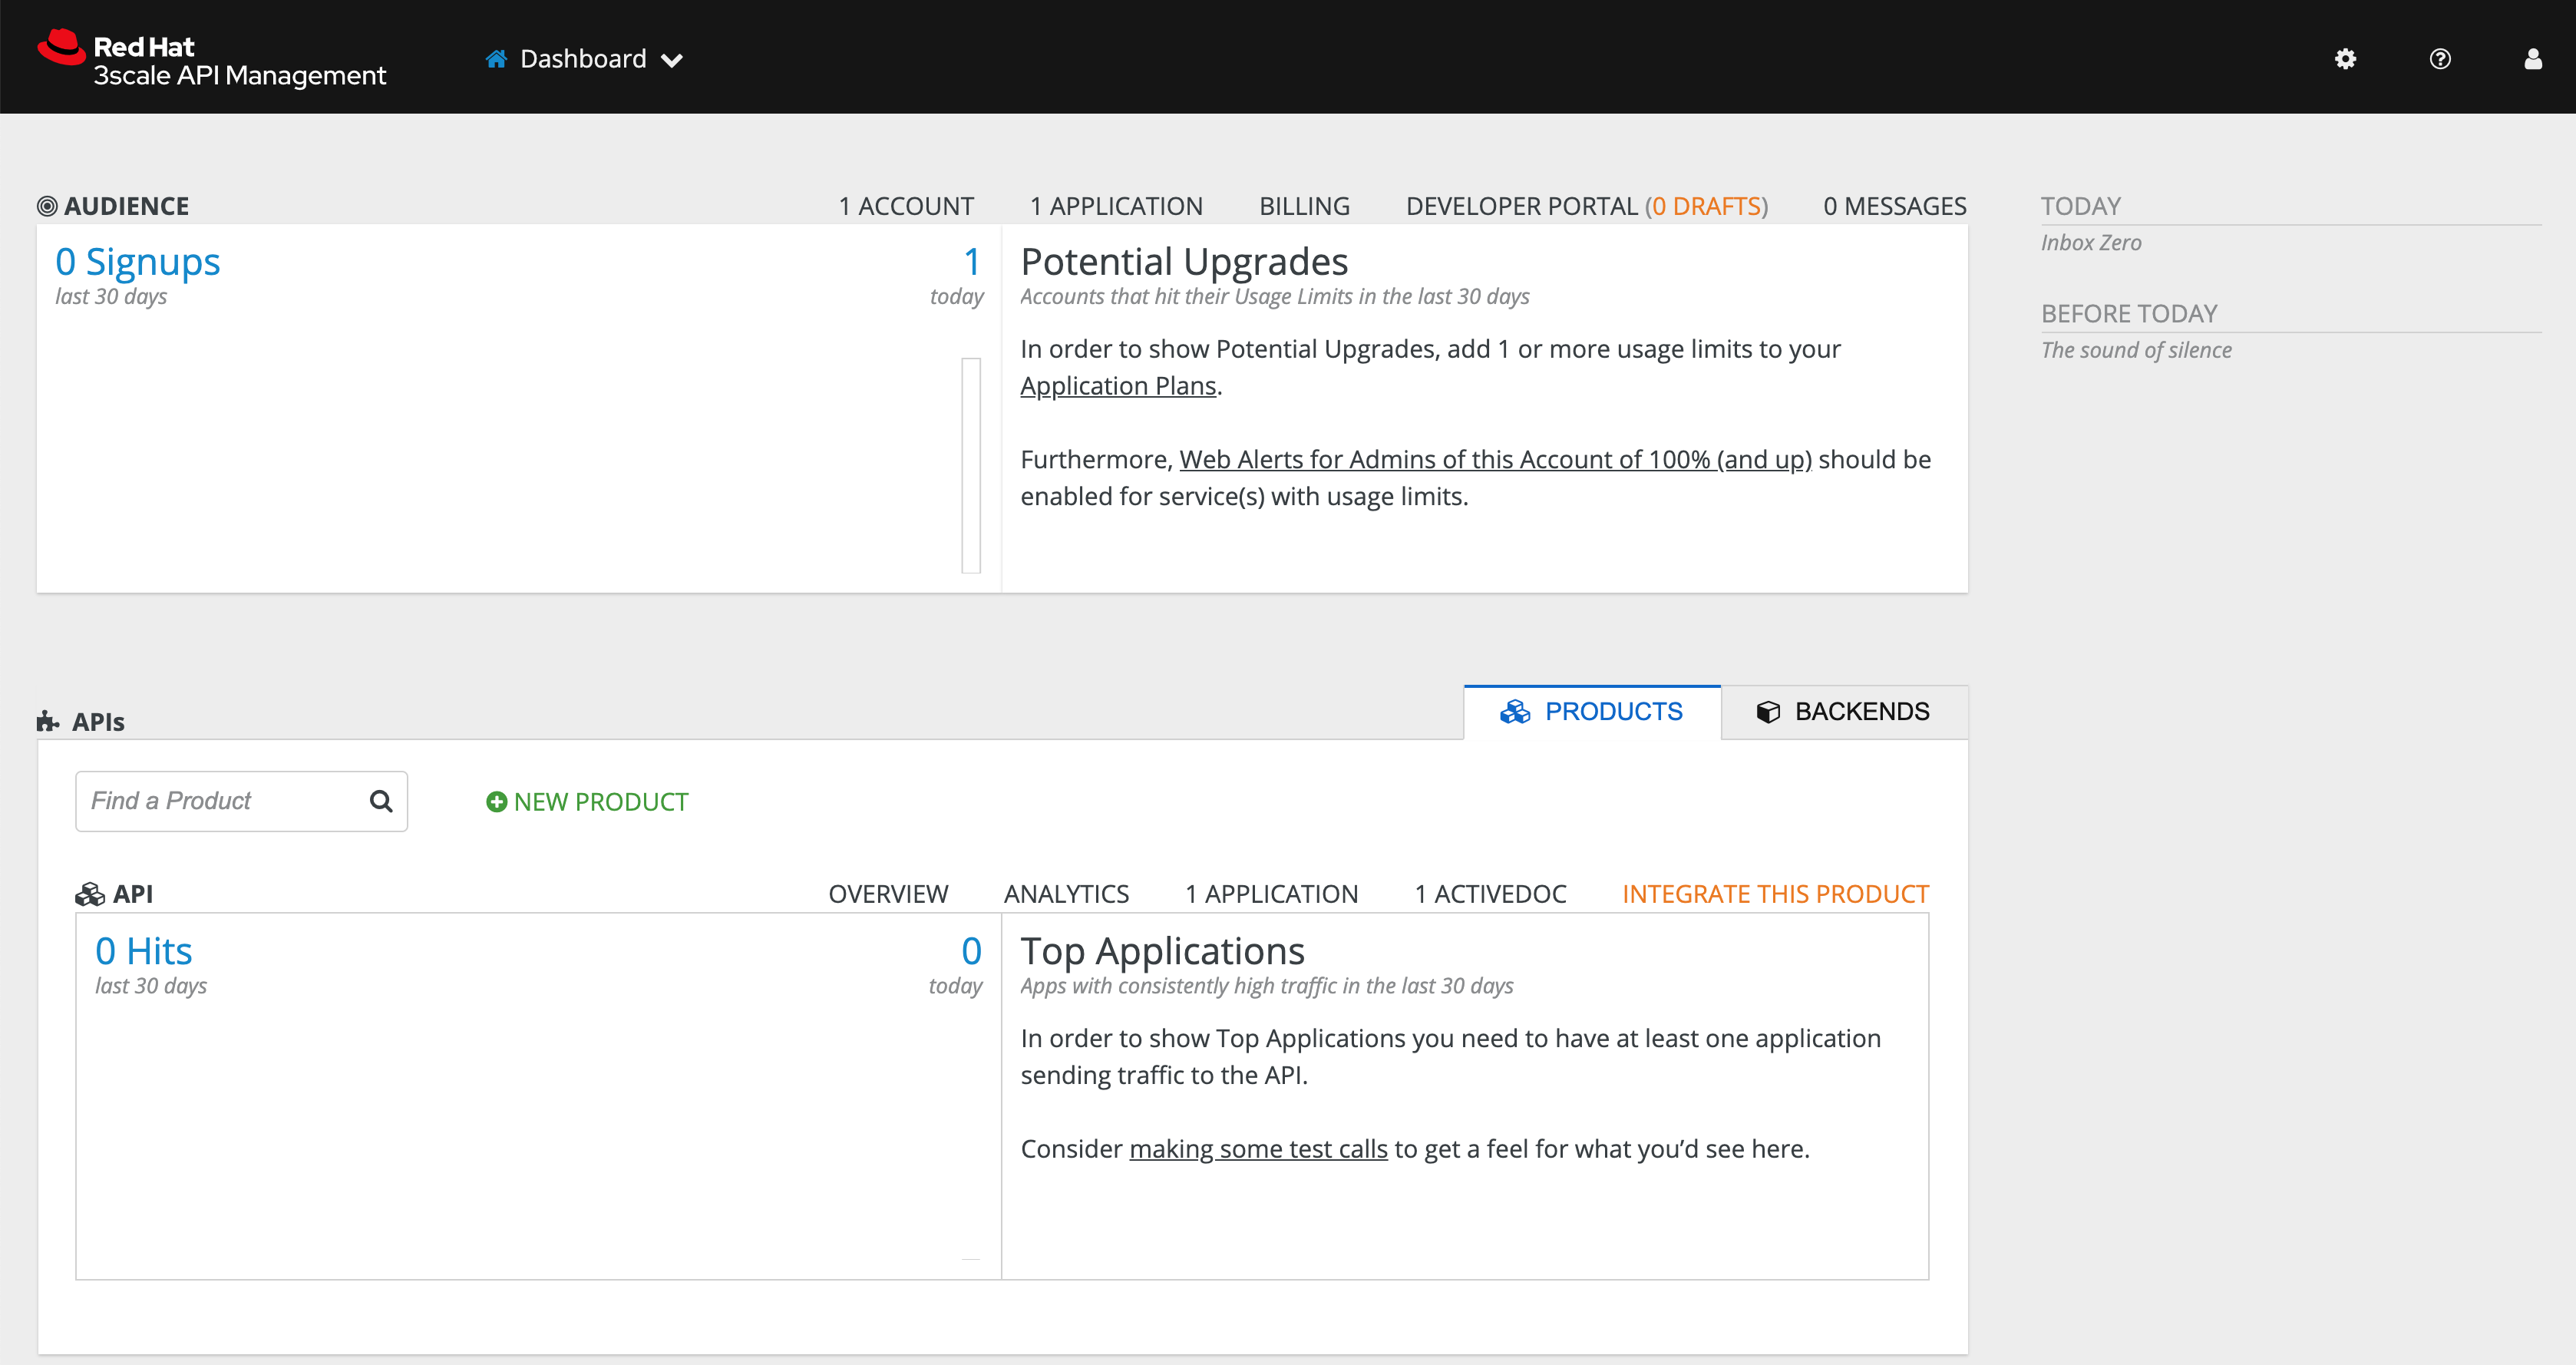 Red Hat
3scale API Management
Dashboard
AUDIENCE
1 ACCOUNT
1 APPLICATION
BILLING
DEVELOPER PORTAL (0 DRAFTS)
0 MESSAGES
0 Signups
last 30 days
1
today
Potential Upgrades
Accounts that hit their Usage Limits in the last 30 days
In order to show Potential Upgrades, add 1 or more usage limits to your
Application Plans.
Furthermore, Web Alerts for Admins of this Account of 100% (and up) should be
enabled for service(s) with usage limits.
TODAY
Inbox Zero
BEFORE TODAY
The sound of silence
APIs
PRODUCTS
BACKENDS
Find a Product
NEW PRODUCT
API
OVERVIEW
ANALYTICS
1 APPLICATION
1 ACTIVEDOC
INTEGRATE THIS PRODUCT
0 Hits
last 30 days
0
today
Top Applications
Apps with consistently high traffic in the last 30 days
In order to show Top Applications you need to have at least one application
sending traffic to the API.
Consider making some test calls to get a feel for what you’d see here.